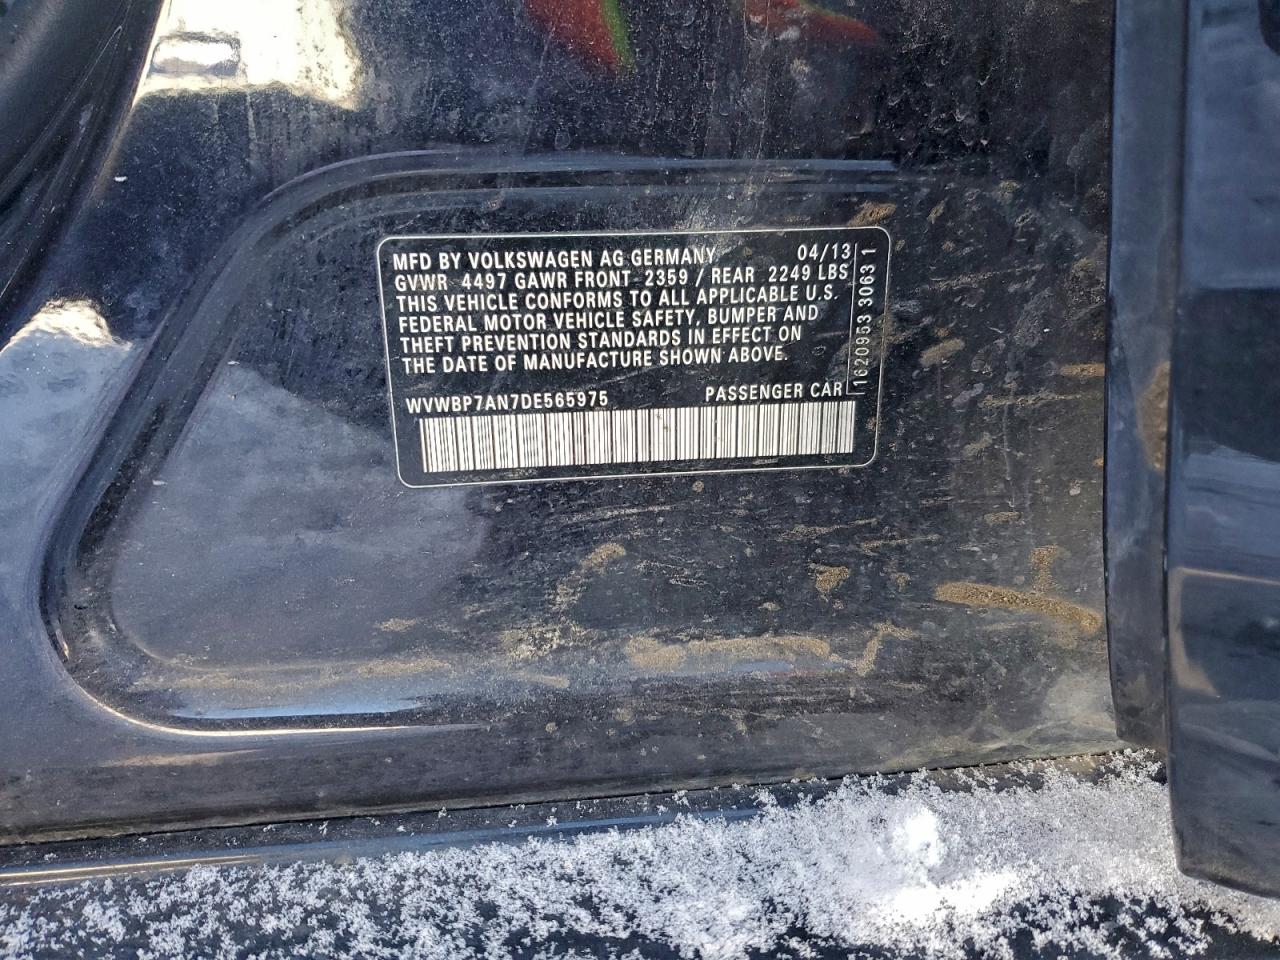 MFD BY VOLKSWAGEN AG GERMANY 04/13
GVWR 4497 GAWR FRONT 2359 / REAR 2249 LBS
THIS VEHICLE CONFORMS TO ALL APPLICABLE U.S.
FEDERAL MOTOR VEHICLE SAFETY, BUMPER AND
THEFT PREVENTION STANDARDS IN EFFECT ON
THE DATE OF MANUFACTURE SHOWN ABOVE.
WVWBP7AN7DE565975 PASSENGER CAR
1620953 3063 1